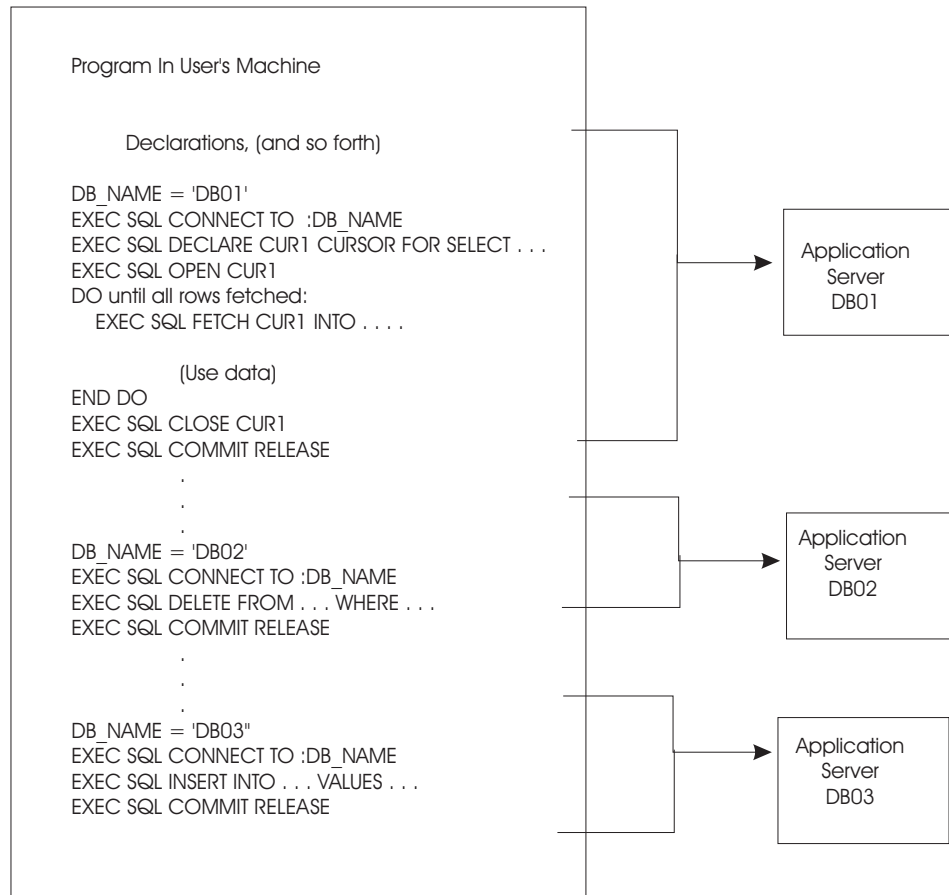 Program In User's Machine
Declarations, (and so forth)
DB_NAME = 'DB01'
EXEC SQL CONNECT TO :DB_NAME
EXEC SQL DECLARE CUR1 CURSOR FOR SELECT . . .
EXEC SQL OPEN CUR1
DO until all rows fetched:
EXEC SQL FETCH CUR1 INTO . . . .
(Use data)
END DO
EXEC SQL CLOSE CUR1
EXEC SQL COMMIT RELEASE
.
.
.
DB_NAME = 'DB02'
EXEC SQL CONNECT TO :DB_NAME
EXEC SQL DELETE FROM . . . WHERE . . .
EXEC SQL COMMIT RELEASE
.
.
.
DB_NAME = 'DB03"
EXEC SQL CONNECT TO :DB_NAME
EXEC SQL INSERT INTO . . . VALUES . . .
EXEC SQL COMMIT RELEASE
Application
Server
DB01
Application
Server
DB02
Application
Server
DB03